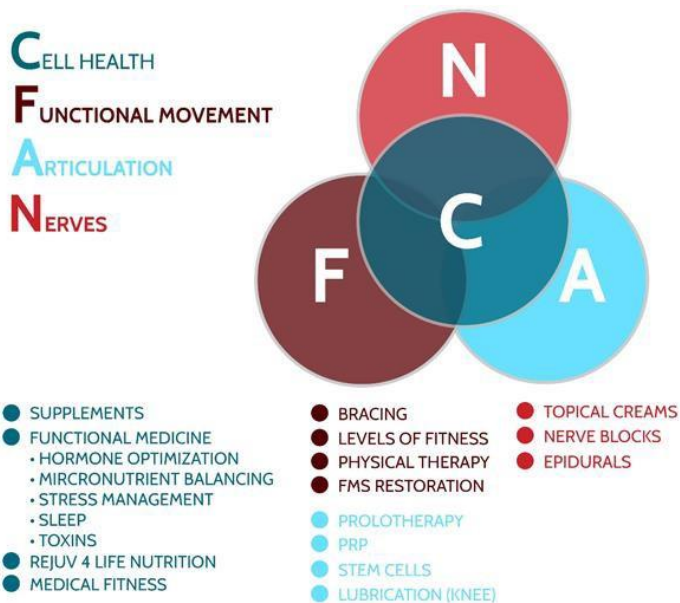 CELL HEALTH
FUNCTIONAL MOVEMENT
ARTICULATION
NERVES
N
C
F
A
SUPPLEMENTS
FUNCTIONAL MEDICINE
• HORMONE OPTIMIZATION
• MIRCRONUTRIENT BALANCING
• STRESS MANAGEMENT
• SLEEP
• TOXINS
REJUV 4 LIFE NUTRITION
MEDICAL FITNESS
BRACING
LEVELS OF FITNESS
PHYSICAL THERAPY
FMS RESTORATION
PROLOTHERAPY
PRP
STEM CELLS
LUBRICATION (KNEE)
TOPICAL CREAMS
NERVE BLOCKS
EPIDURALS